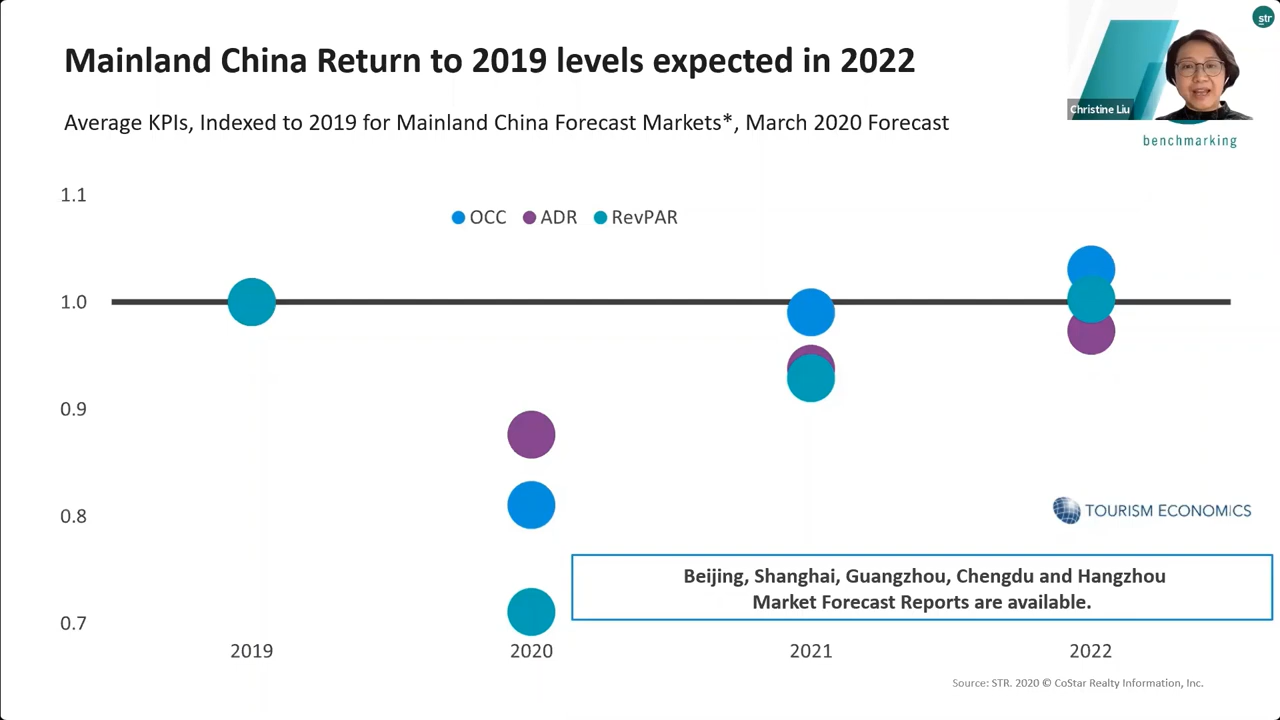 Mainland China Return to 2019 levels expected in 2022
str
Christine Liu
Average KPIs, Indexed to 2019 for Mainland China Forecast Markets*, March 2020 Forecast
benchmarking
1.1
OCC ADR RevPAR
1.0
0.9
0.8
0.7
TOURISM ECONOMICS
Beijing, Shanghai, Guangzhou, Chengdu and Hangzhou
Market Forecast Reports are available.
2019 2020 2021 2022
Source: STR. 2020 © CoStar Realty Information, Inc.